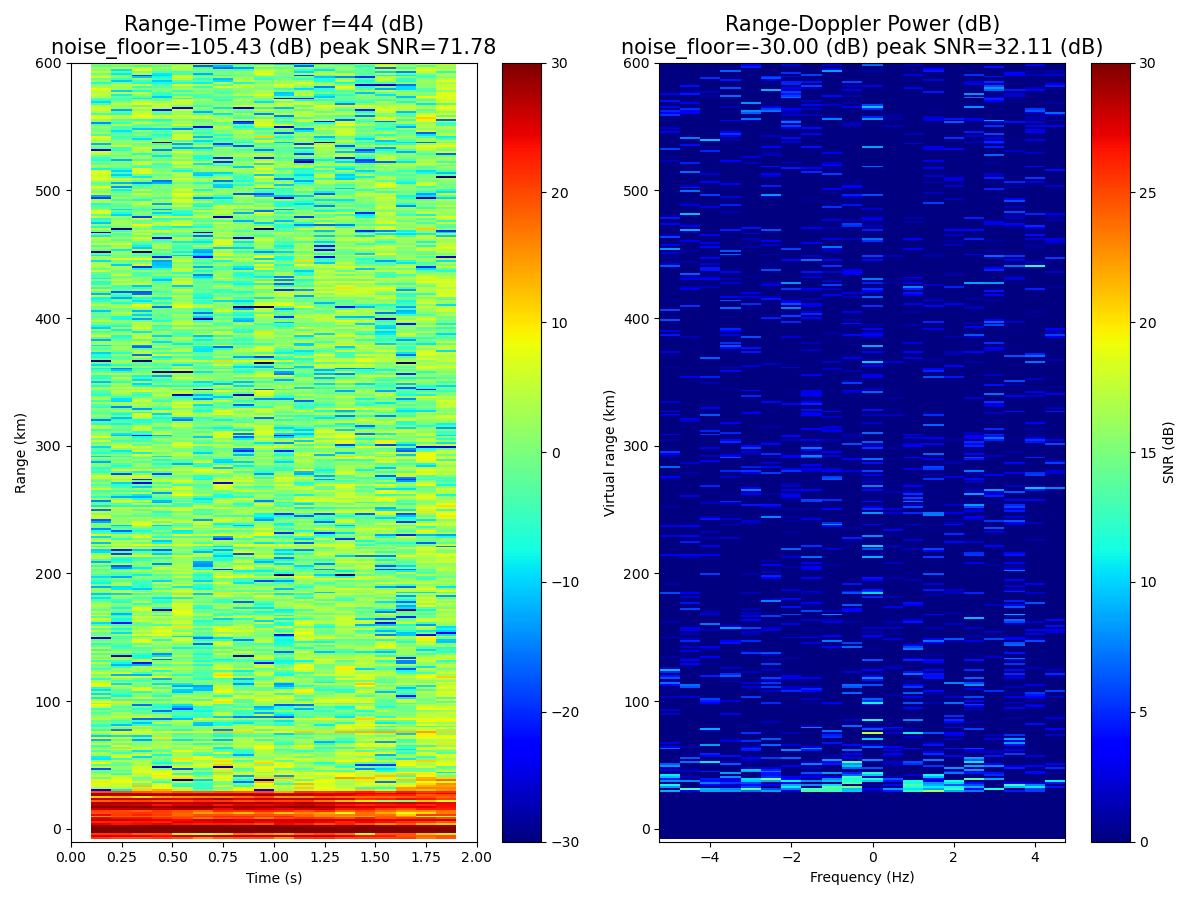 Range-Time Power f=44 (dB)
noise_floor=-105.43 (dB) peak SNR=71.78
Range-Doppler Power (dB)
noise_floor=-30.00 (dB) peak SNR=32.11 (dB)
600
500
400
300
200
100
0
Range (km)
0.00 0.25 0.50 0.75 1.00 1.25 1.50 1.75 2.00
Time (s)
30
20
10
0
−10
−20
−30
600
500
400
300
200
100
0
Virtual range (km)
−4 −2 0 2 4
Frequency (Hz)
30
25
20
15
10
5
0
SNR (dB)